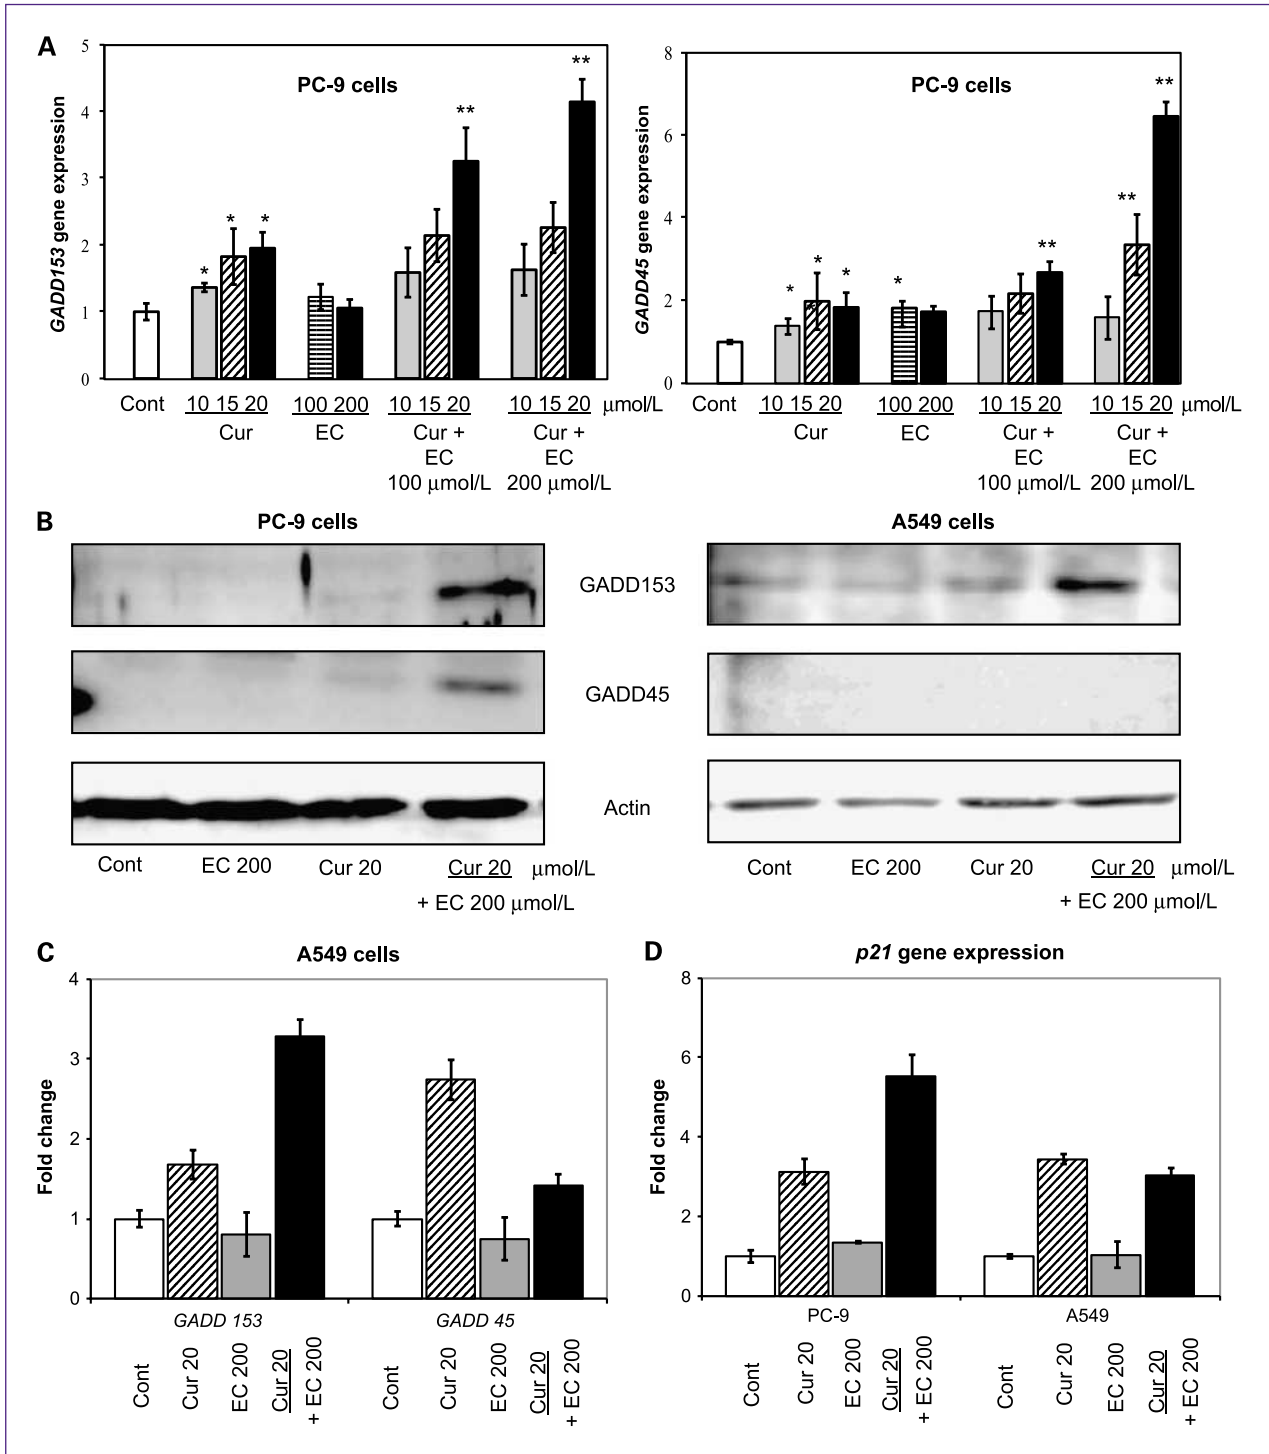 A
PC-9 cells
GADD153 gene expression
5
4
3
2
1
0
* * * ** **
Cont 10 15 20 100 200 10 15 20 10 15 20 μmol/L
Cur EC Cur + Cur +
EC EC
100 μmol/L 200 μmol/L
PC-9 cells
GADD45 gene expression
8
6
4
2
0
* * * * ** ** **
*
Cont 10 15 20 100 200 10 15 20 10 15 20 μmol/L
Cur EC Cur + Cur +
EC EC
100 μmol/L 200 μmol/L
B
PC-9 cells
A549 cells
GADD153
GADD45
Actin
Cont EC 200 Cur 20 Cur 20 μmol/L
+ EC 200 μmol/L
Cont EC 200 Cur 20 Cur 20 μmol/L
+ EC 200 μmol/L
C
A549 cells
Fold change
4
3
2
1
0
GADD 153 GADD 45
Cont
Cur 20
EC 200
Cur 20
+ EC 200
Cont
Cur 20
EC 200
Cur 20
+ EC 200
D
p21 gene expression
Fold change
8
6
4
2
0
PC-9 A549
Cont
Cur 20
EC 200
Cur 20
+ EC 200
Cont
Cur 20
EC 200
Cur 20
+ EC 200